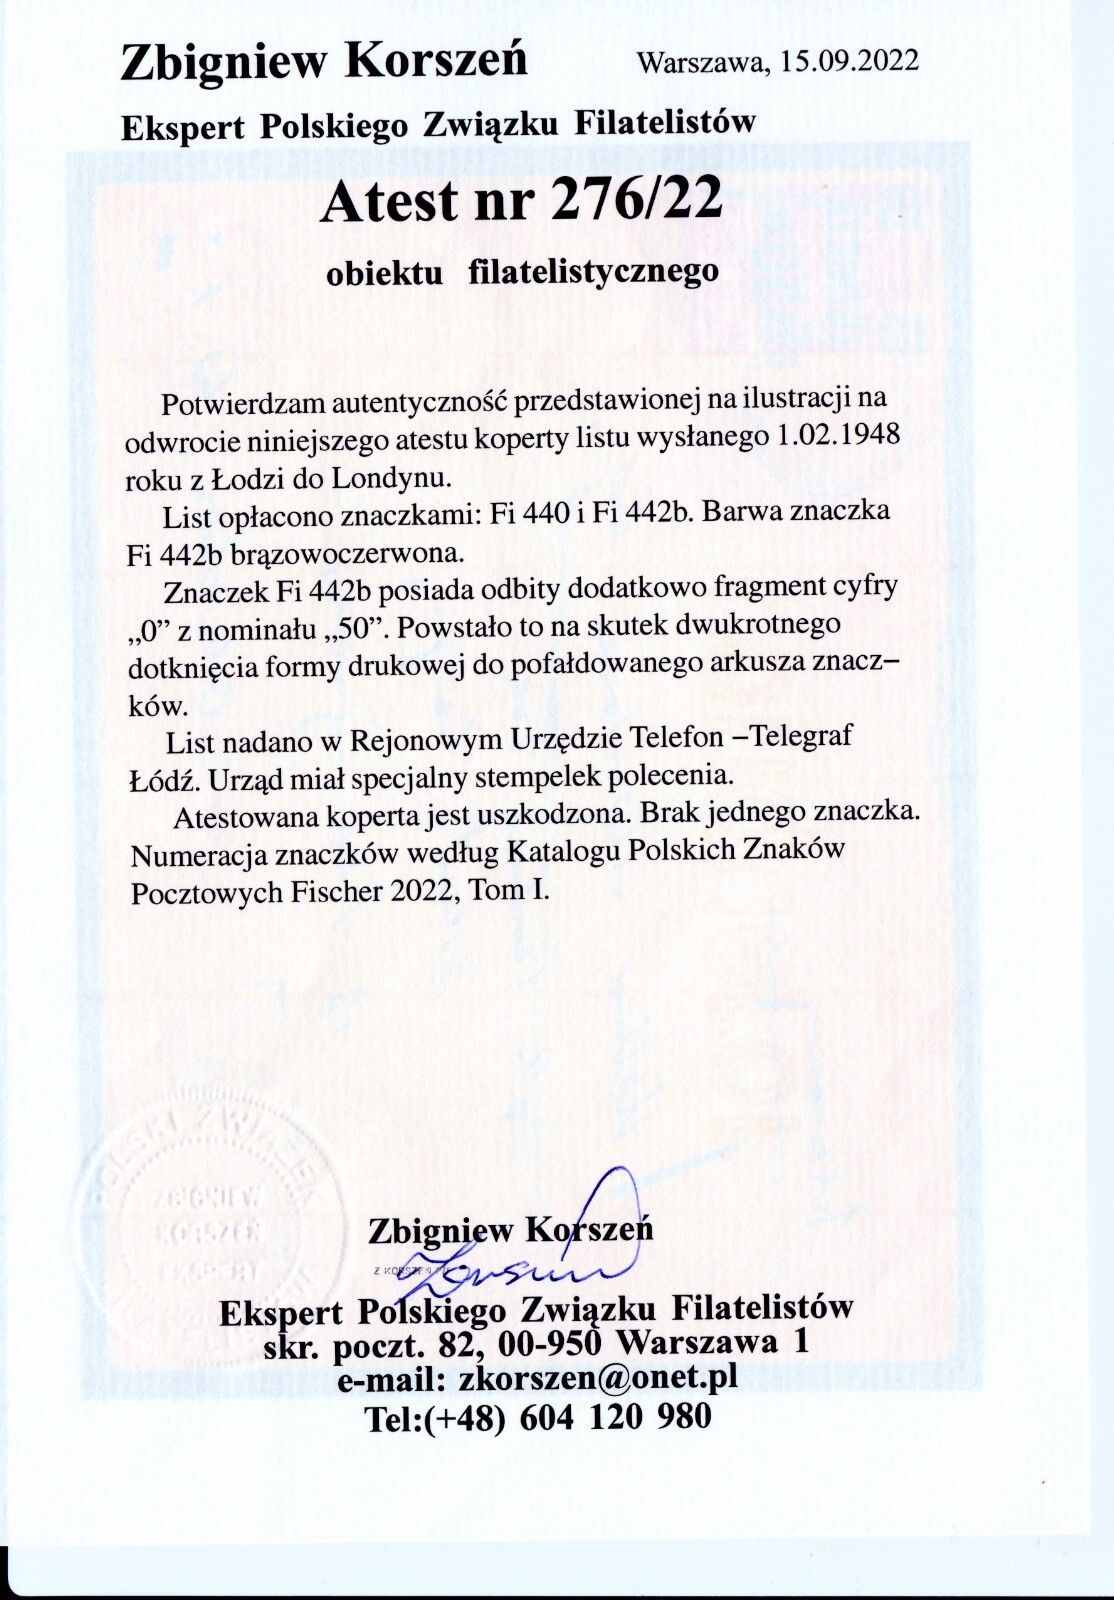 Zbigniew Korszeń
Warszawa, 15.09.2022
Ekspert Polskiego Związku Filatelistów
Atest nr 276/22
obiektu filatelistycznego
Potwierdzam autentyczność przedstawionej na ilustracji na
odwrocie niniejszego atestu koperty listu wysłanego 1.02.1948
roku z Łodzi do Londynu.
List opłacono znaczkami: Fi 440 i Fi 442b. Barwa znaczka
Fi 442b brązowoczerwona.
Znaczek Fi 442b posiada odbity dodatkowo fragment cyfry
„0” z nominału „50”. Powstało to na skutek dwukrotnego
dotknięcia formy drukowej do pofałdowanego arkusza znacz–
ków.
List nadano w Rejonowym Urzędzie Telefon –Telegraf
Łódź. Urząd miał specjalny stempelek polecenia.
Atestowana koperta jest uszkodzona. Brak jednego znaczka.
Numeracja znaczków według Katalogu Polskich Znaków
Pocztowych Fischer 2022, Tom I.
POLSKI ZWIĄZEK
ZBIGNIEW
KORSZEŃ
EKSPERT
Zbigniew Korszeń
Z KORSZEŃ
Ekspert Polskiego Związku Filatelistów
skr. poczt. 82, 00-950 Warszawa 1
e-mail: zkorszen@onet.pl
Tel:(+48) 604 120 980